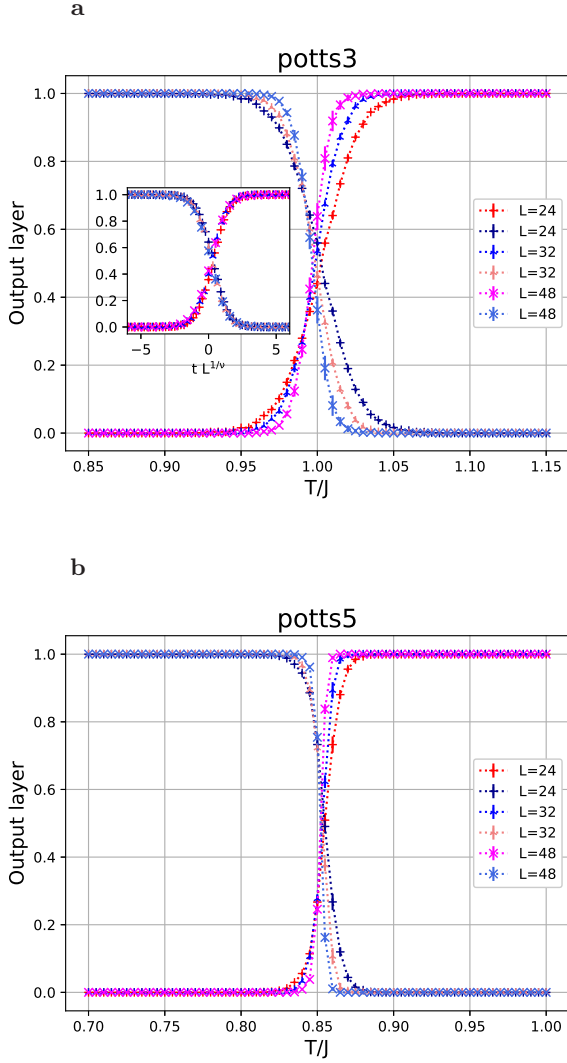 a
potts3
1.0
0.8
0.6
0.4
0.2
0.0
Output layer
1.0
0.8
0.6
0.4
0.2
0.0
−5 0 5
t L^{1/ν}
L=24
L=24
L=32
L=32
L=48
L=48
0.85 0.90 0.95 1.00 1.05 1.10 1.15
T/J
b
potts5
1.0
0.8
0.6
0.4
0.2
0.0
Output layer
L=24
L=24
L=32
L=32
L=48
L=48
0.70 0.75 0.80 0.85 0.90 0.95 1.00
T/J